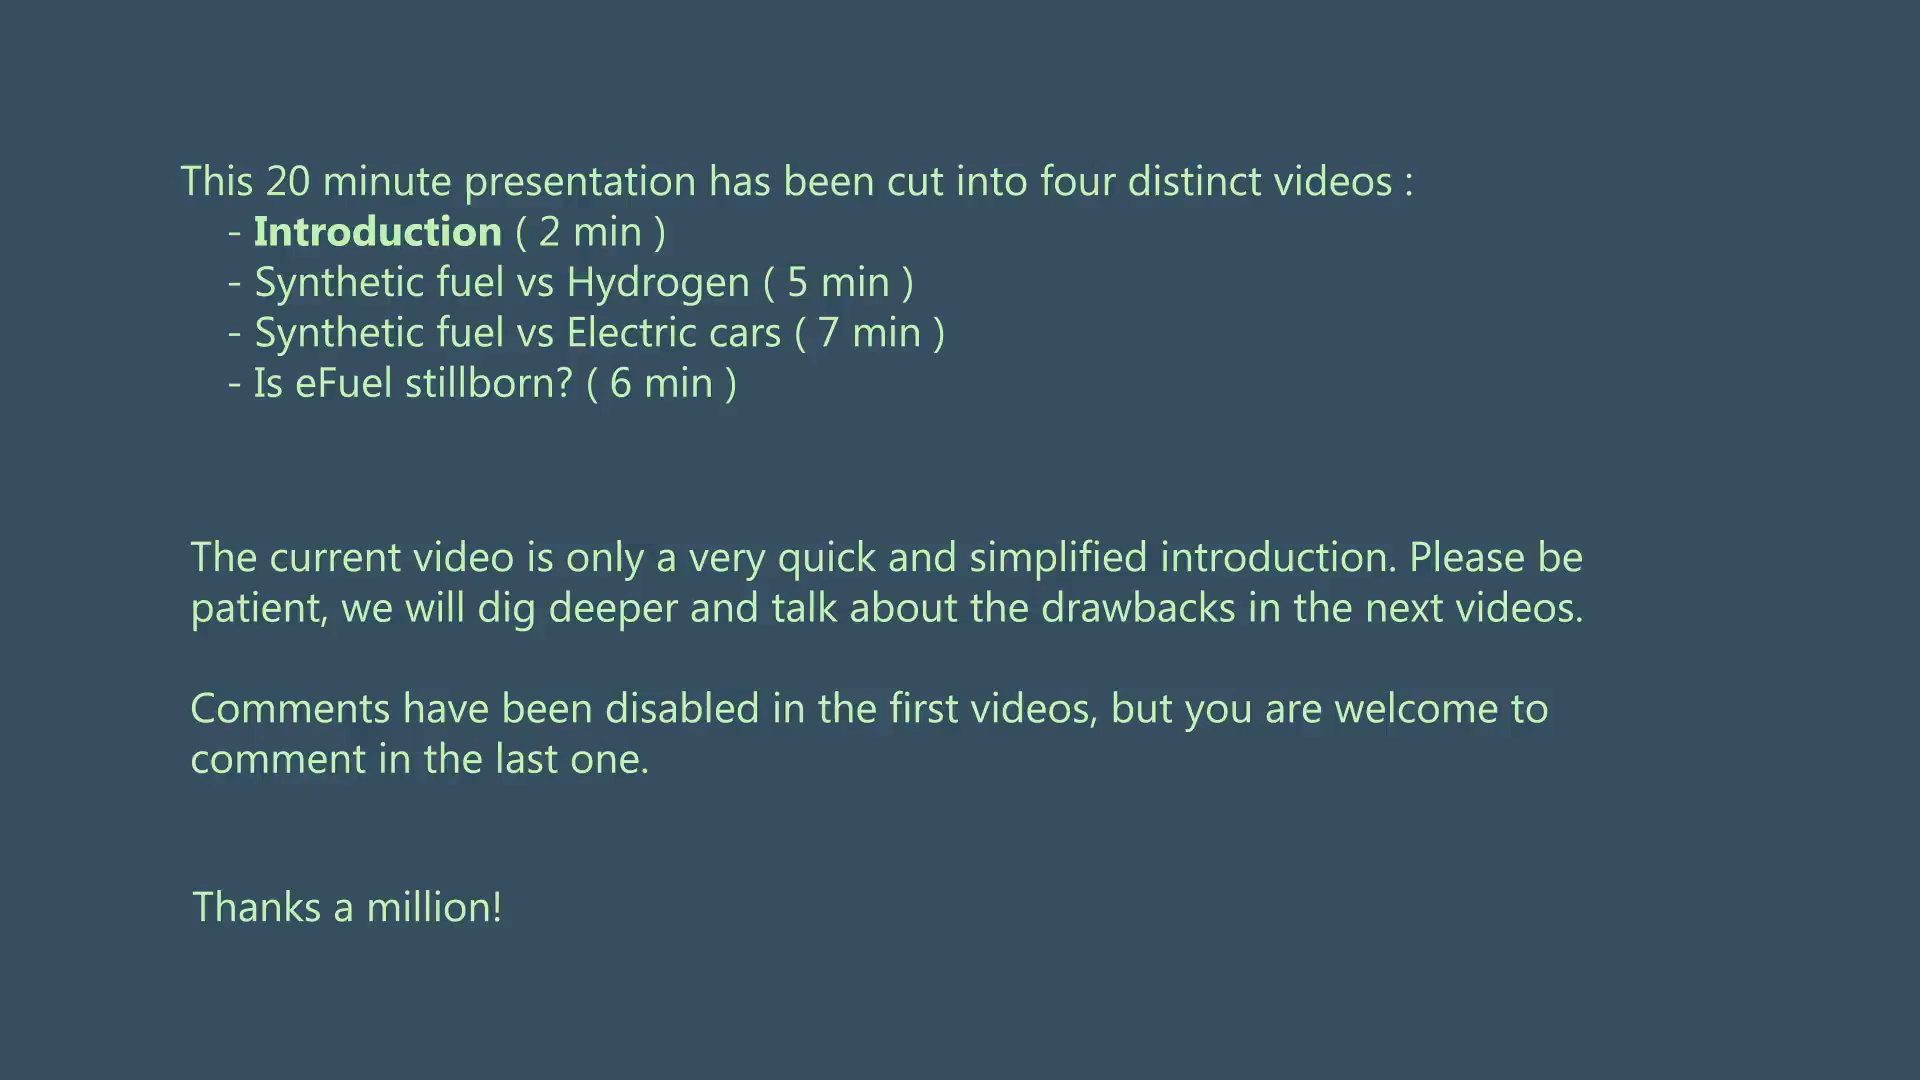 This 20 minute presentation has been cut into four distinct videos :
- Introduction ( 2 min )
- Synthetic fuel vs Hydrogen ( 5 min )
- Synthetic fuel vs Electric cars ( 7 min )
- Is eFuel stillborn? ( 6 min )
The current video is only a very quick and simplified introduction. Please be
patient, we will dig deeper and talk about the drawbacks in the next videos.
Comments have been disabled in the first videos, but you are welcome to
comment in the last one.
Thanks a million!